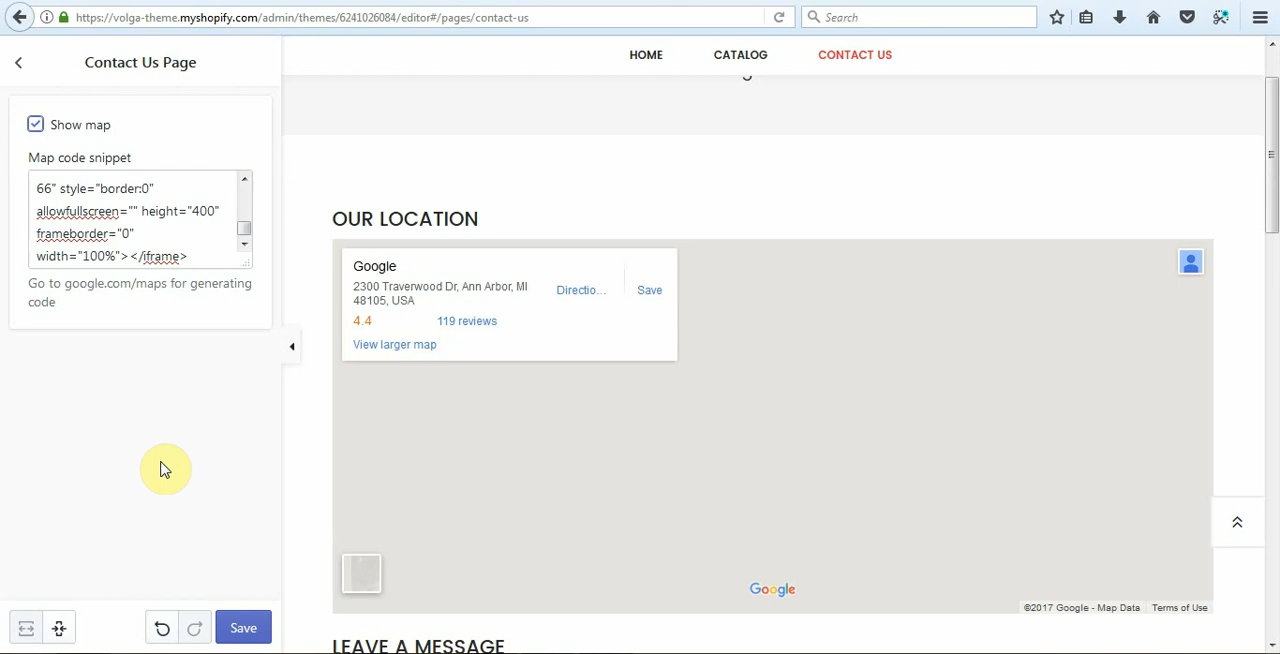 https://volga-theme.myshopify.com/admin/themes/6241026084/editor#/pages/contact-us
Search
Contact Us Page
HOME
CATALOG
CONTACT US
Show map
Map code snippet
66" style="border:0"
allowfullscreen="" height="400"
frameborder="0"
width="100%"></iframe>
Go to google.com/maps for generating
code
OUR LOCATION
Google
2300 Traverwood Dr, Ann Arbor, MI
48105, USA
Directio...
Save
4.4
119 reviews
View larger map
Google
©2017 Google - Map Data
Terms of Use
LEAVE A MESSAGE
Save